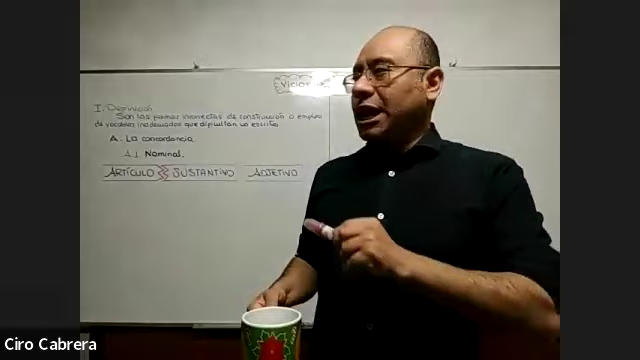 Vicios
I. Definición
Son las formas incorrectas de construcción o empleo
de vocablos inadecuados que dificultan un escrito
A. La concordancia
A.1 Nominal.
ARTÍCULO SUSTANTIVO ADJETIVO
Ciro Cabrera